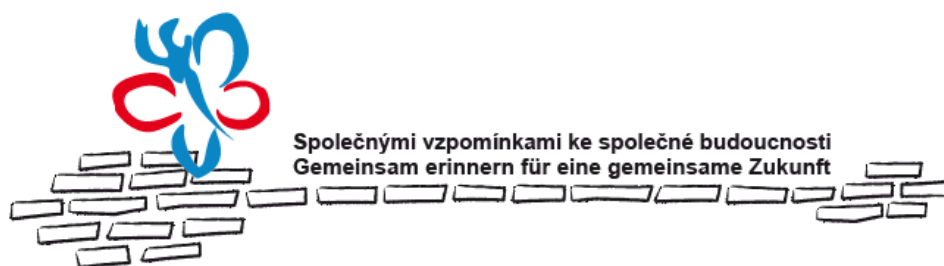 Společnými vzpomínkami ke společné budoucnosti
Gemeinsam erinnern für eine gemeinsame Zukunft